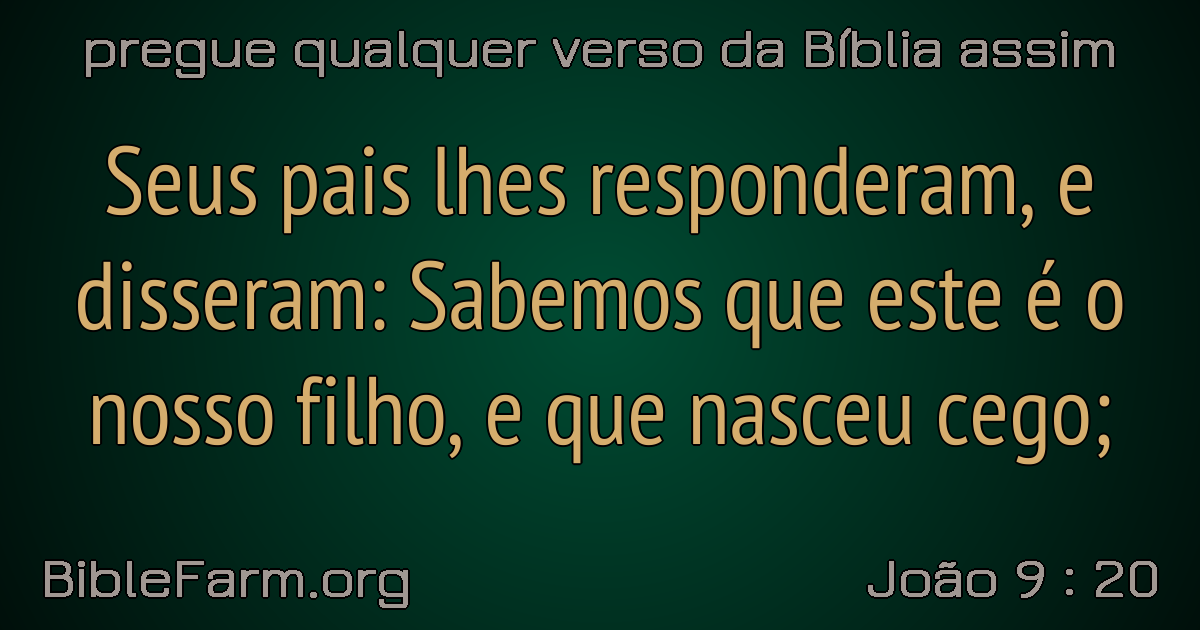 pregue qualquer verso da Bíblia assim
Seus pais lhes responderam, e
disseram: Sabemos que este é o
nosso filho, e que nasceu cego;
BibleFarm.org
João 9 : 20